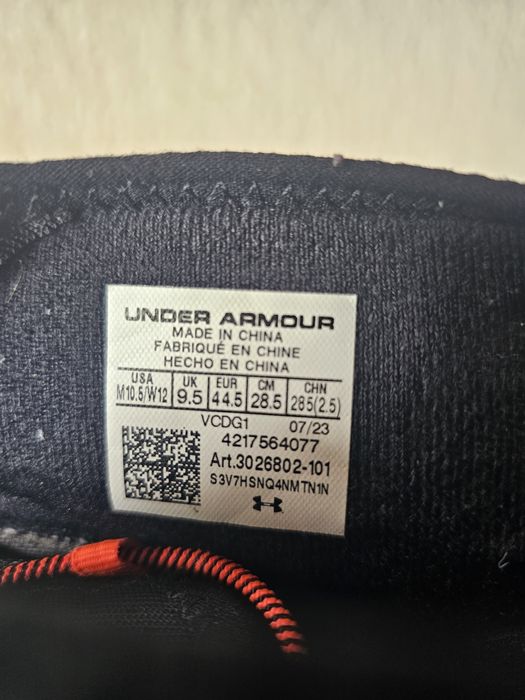 UNDER ARMOUR
MADE IN CHINA
FABRIQUÉ EN CHINE
HECHO EN CHINA
USA UK EUR CM CHN
M10.5/W12 9.5 44.5 28.5 285(2.5)
VCDG1 07/23
4217564077
Art.3026802-101
S3V7HSNQ4NMTN1N